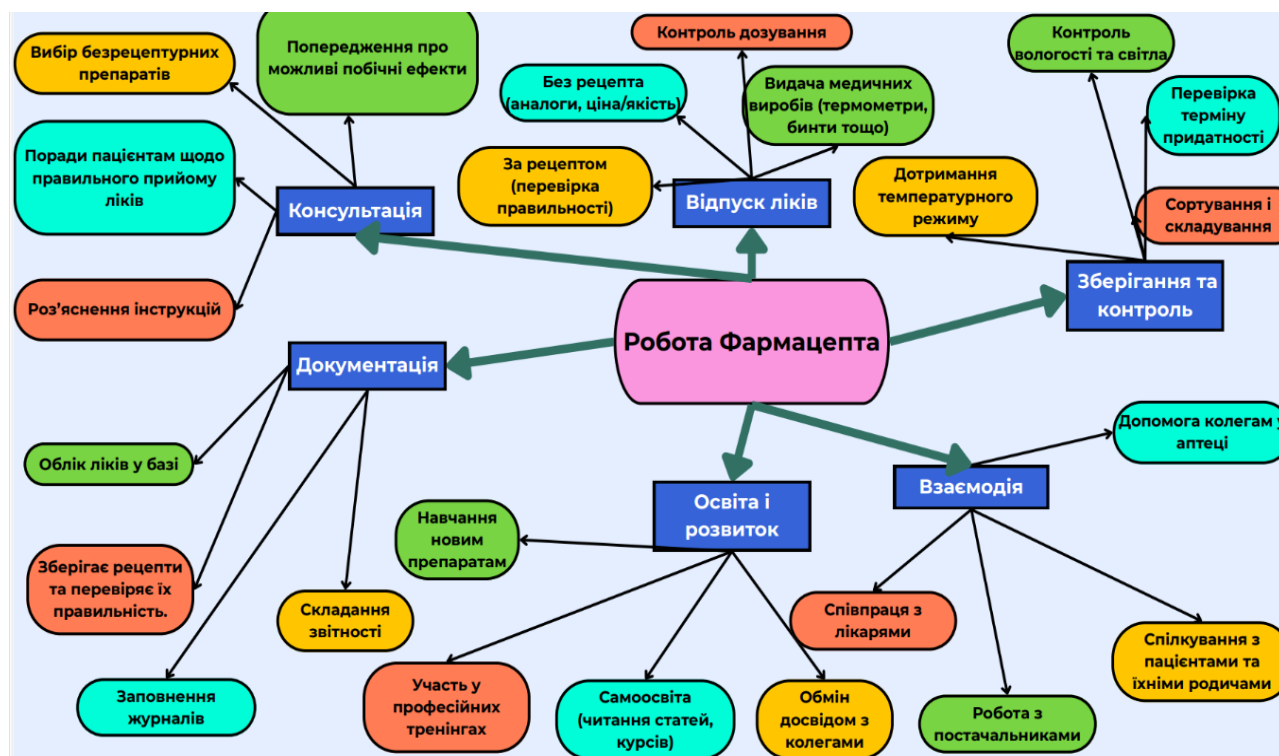 Вибір безрецептурних
препаратів
Попередження про
можливі побічні ефекти
Поради пацієнтам щодо
правильного прийому
ліків
Консультація
Роз’яснення інструкцій
Контроль дозування
Без рецепта
(аналоги, ціна/якість)
Видача медичних
виробів (термометри,
бинти тощо)
За рецептом
(перевірка
правильності)
Відпуск ліків
Контроль
вологості та світла
Перевірка
терміну
придатності
Дотримання
температурного
режиму
Сортування і
складування
Зберігання та
контроль
Робота Фармацепта
Документація
Облік ліків у базі
Зберігає рецепти
та перевіряє їх
правильність.
Заповнення
журналів
Складання
звітності
Освіта і
розвиток
Навчання
новим
препаратам
Участь у
професійних
тренінгах
Самоосвіта
(читання статей,
курсів)
Обмін
досвідом з
колегами
Взаємодія
Допомога колегам у
аптеці
Співпраця з
лікарями
Робота з
постачальниками
Спілкування з
пацієнтами та
їхніми родичами